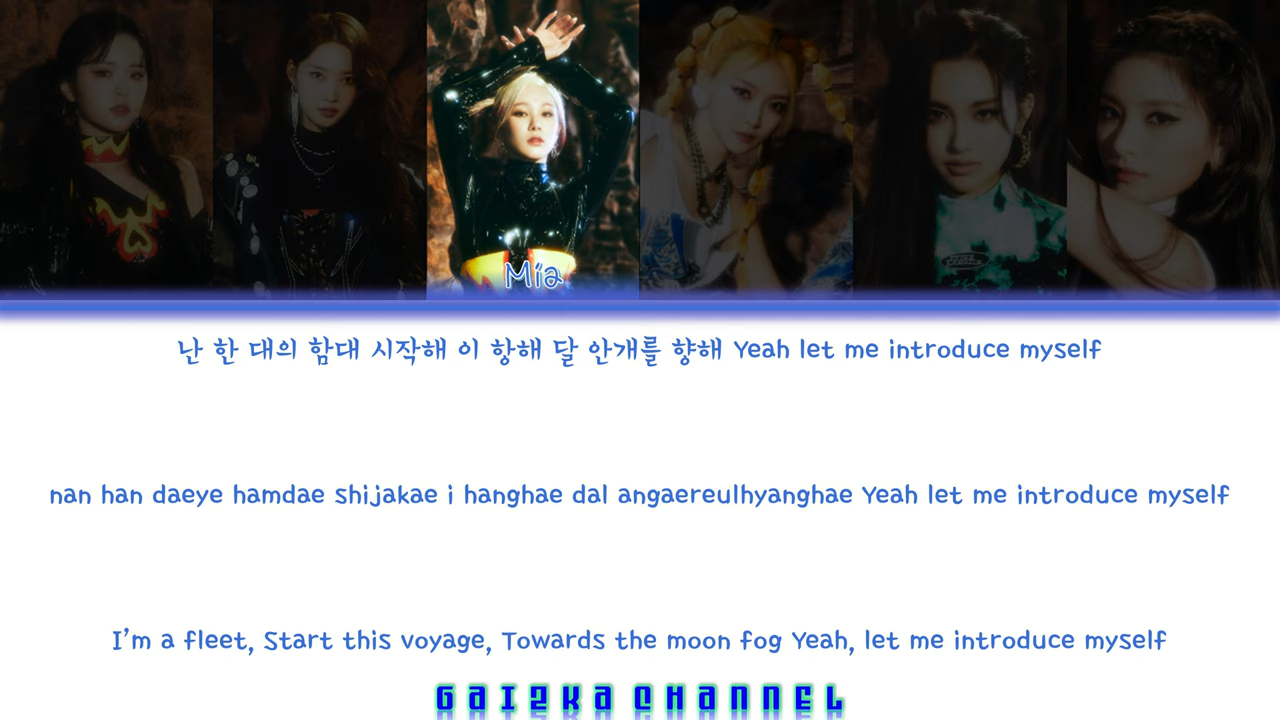 Mia
난 한 대의 함대 시작해 이 항해 달 안개를 향해 Yeah let me introduce myself
nan han daeye hamdae shijakae i hanghae dal angaereulhyanghae Yeah let me introduce myself
I'm a fleet, Start this voyage, Towards the moon fog Yeah, let me introduce myself
GaIZKa CHaNNEL